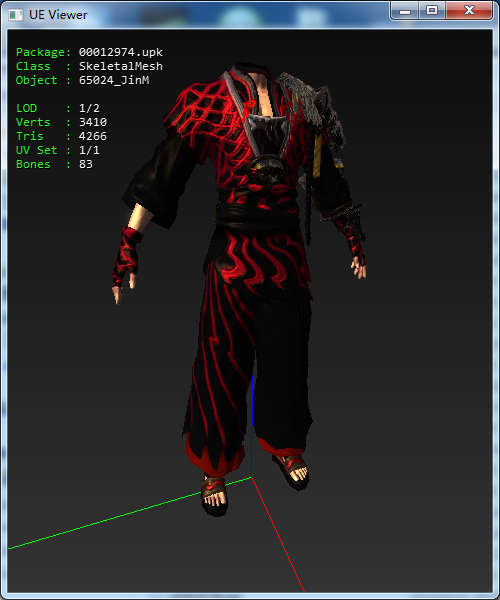 UE Viewer
Package: 00012974.upk
Class  : SkeletalMesh
Object : 65024_JinM
LOD    : 1/2
Verts  : 3410
Tris   : 4266
UV Set : 1/1
Bones  : 83